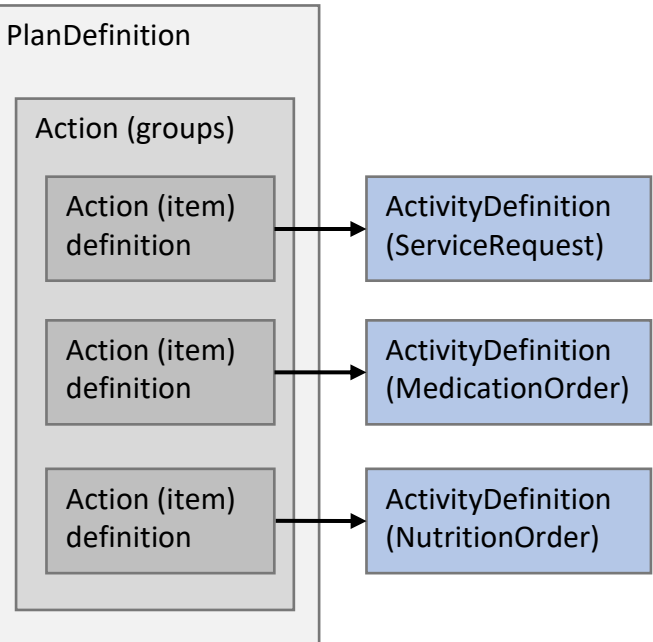 PlanDefinition
Action (groups)
Action (item)
definition
ActivityDefinition
(ServiceRequest)
Action (item)
definition
ActivityDefinition
(MedicationOrder)
Action (item)
definition
ActivityDefinition
(NutritionOrder)